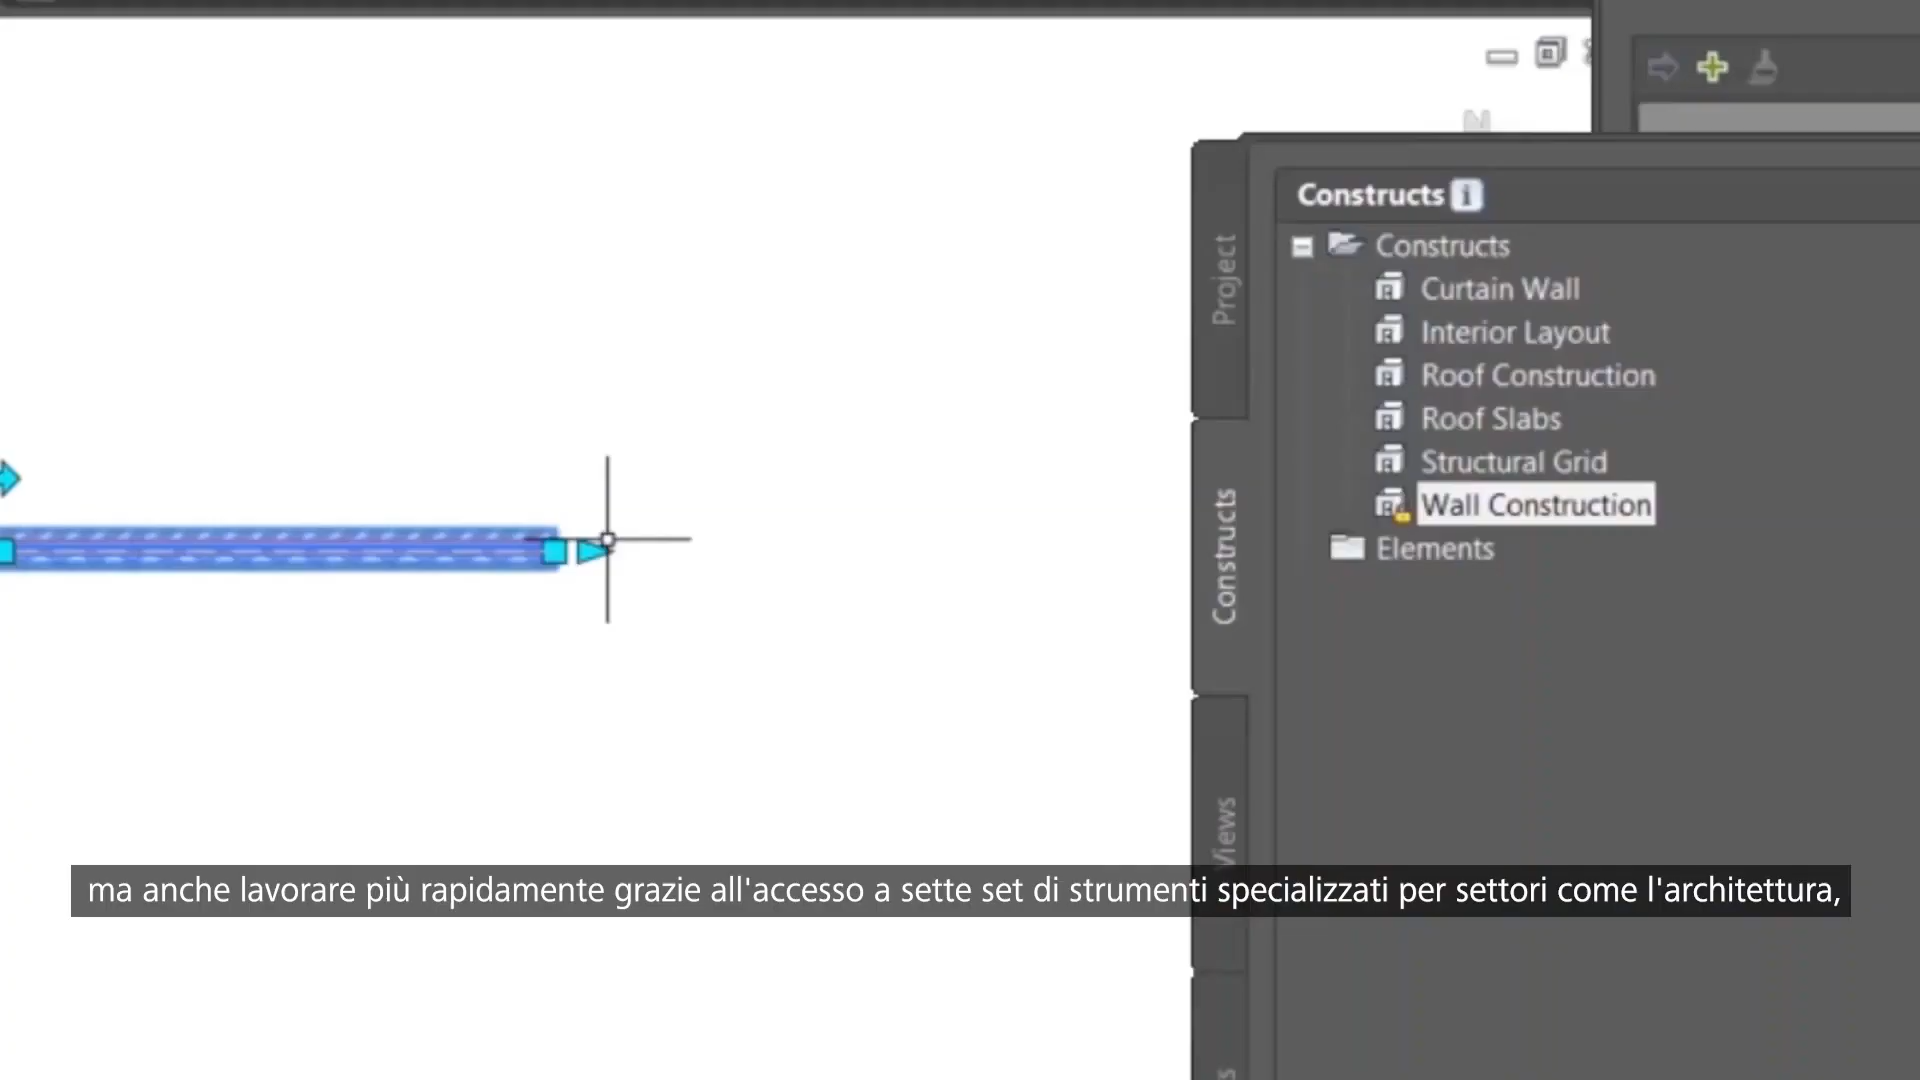 Project
Constructs
Views
Constructs
Constructs
Curtain Wall
Interior Layout
Roof Construction
Roof Slabs
Structural Grid
Wall Construction
Elements
ma anche lavorare più rapidamente grazie all'accesso a sette set di strumenti specializzati per settori come l'architettura,